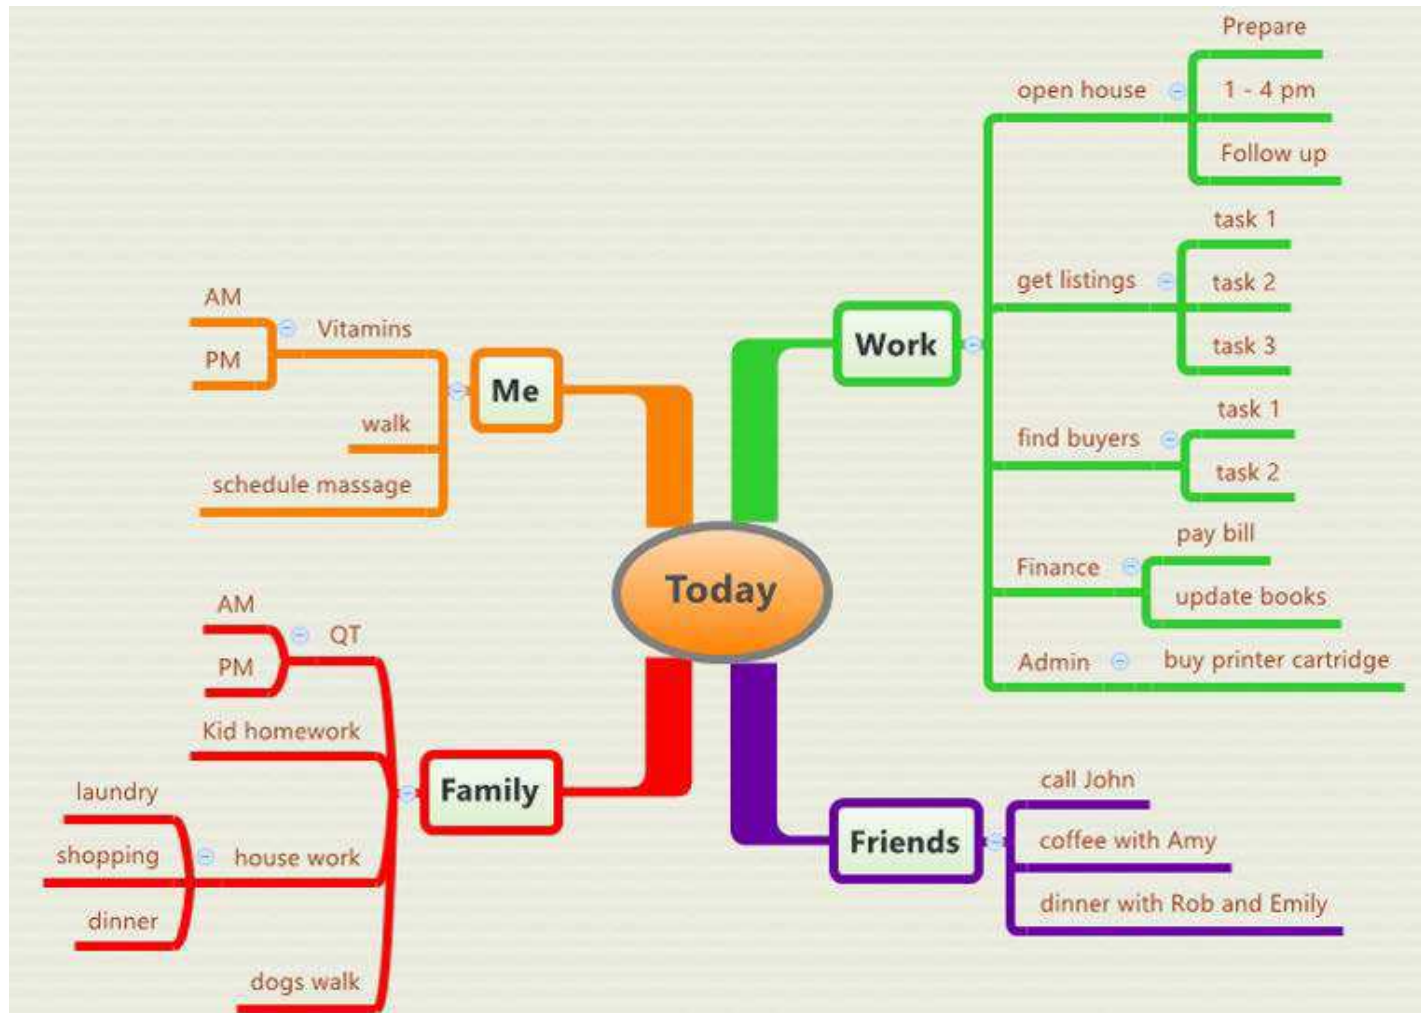 Today
Work
open house
Prepare
1 - 4 pm
Follow up
get listings
task 1
task 2
task 3
find buyers
task 1
task 2
Finance
pay bill
update books
Admin
buy printer cartridge
Friends
call John
coffee with Amy
dinner with Rob and Emily
Me
Vitamins
AM
PM
walk
schedule massage
Family
QT
AM
PM
Kid homework
house work
laundry
shopping
dinner
dogs walk